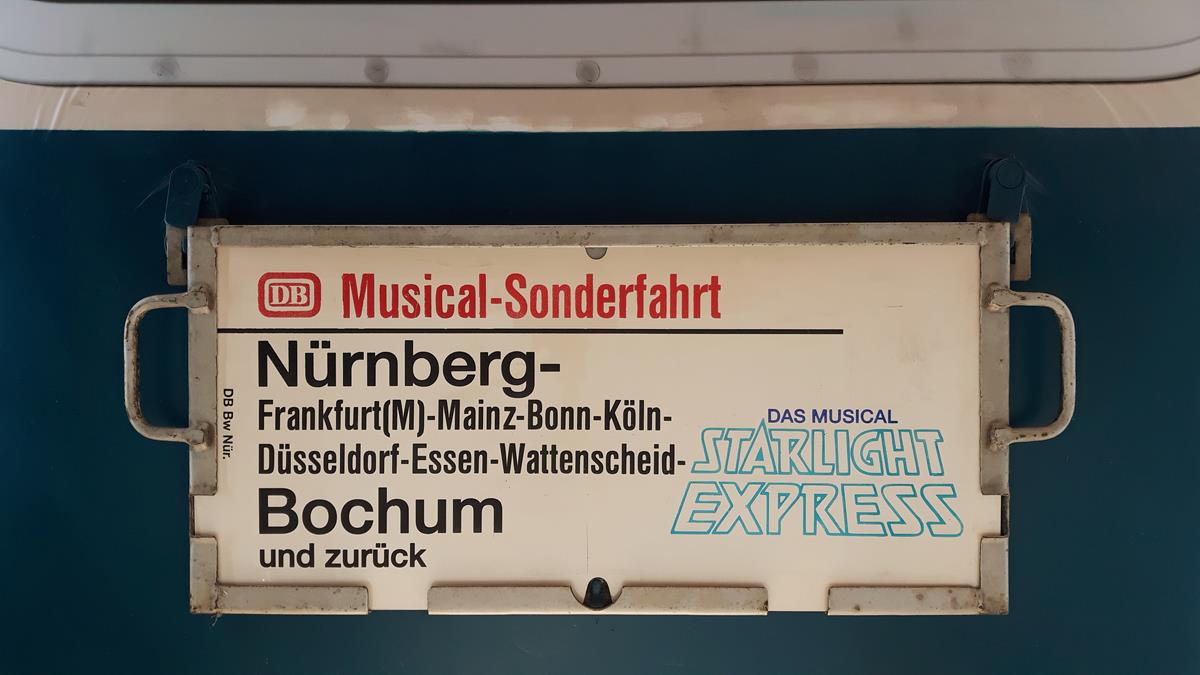 DB Musical-Sonderfahrt
Nürnberg-
Frankfurt(M)-Mainz-Bonn-Köln-
Düsseldorf-Essen-Wattenscheid-
Bochum
und zurück
DAS MUSICAL
STARLIGHT
EXPRESS
DB Bw Nür.